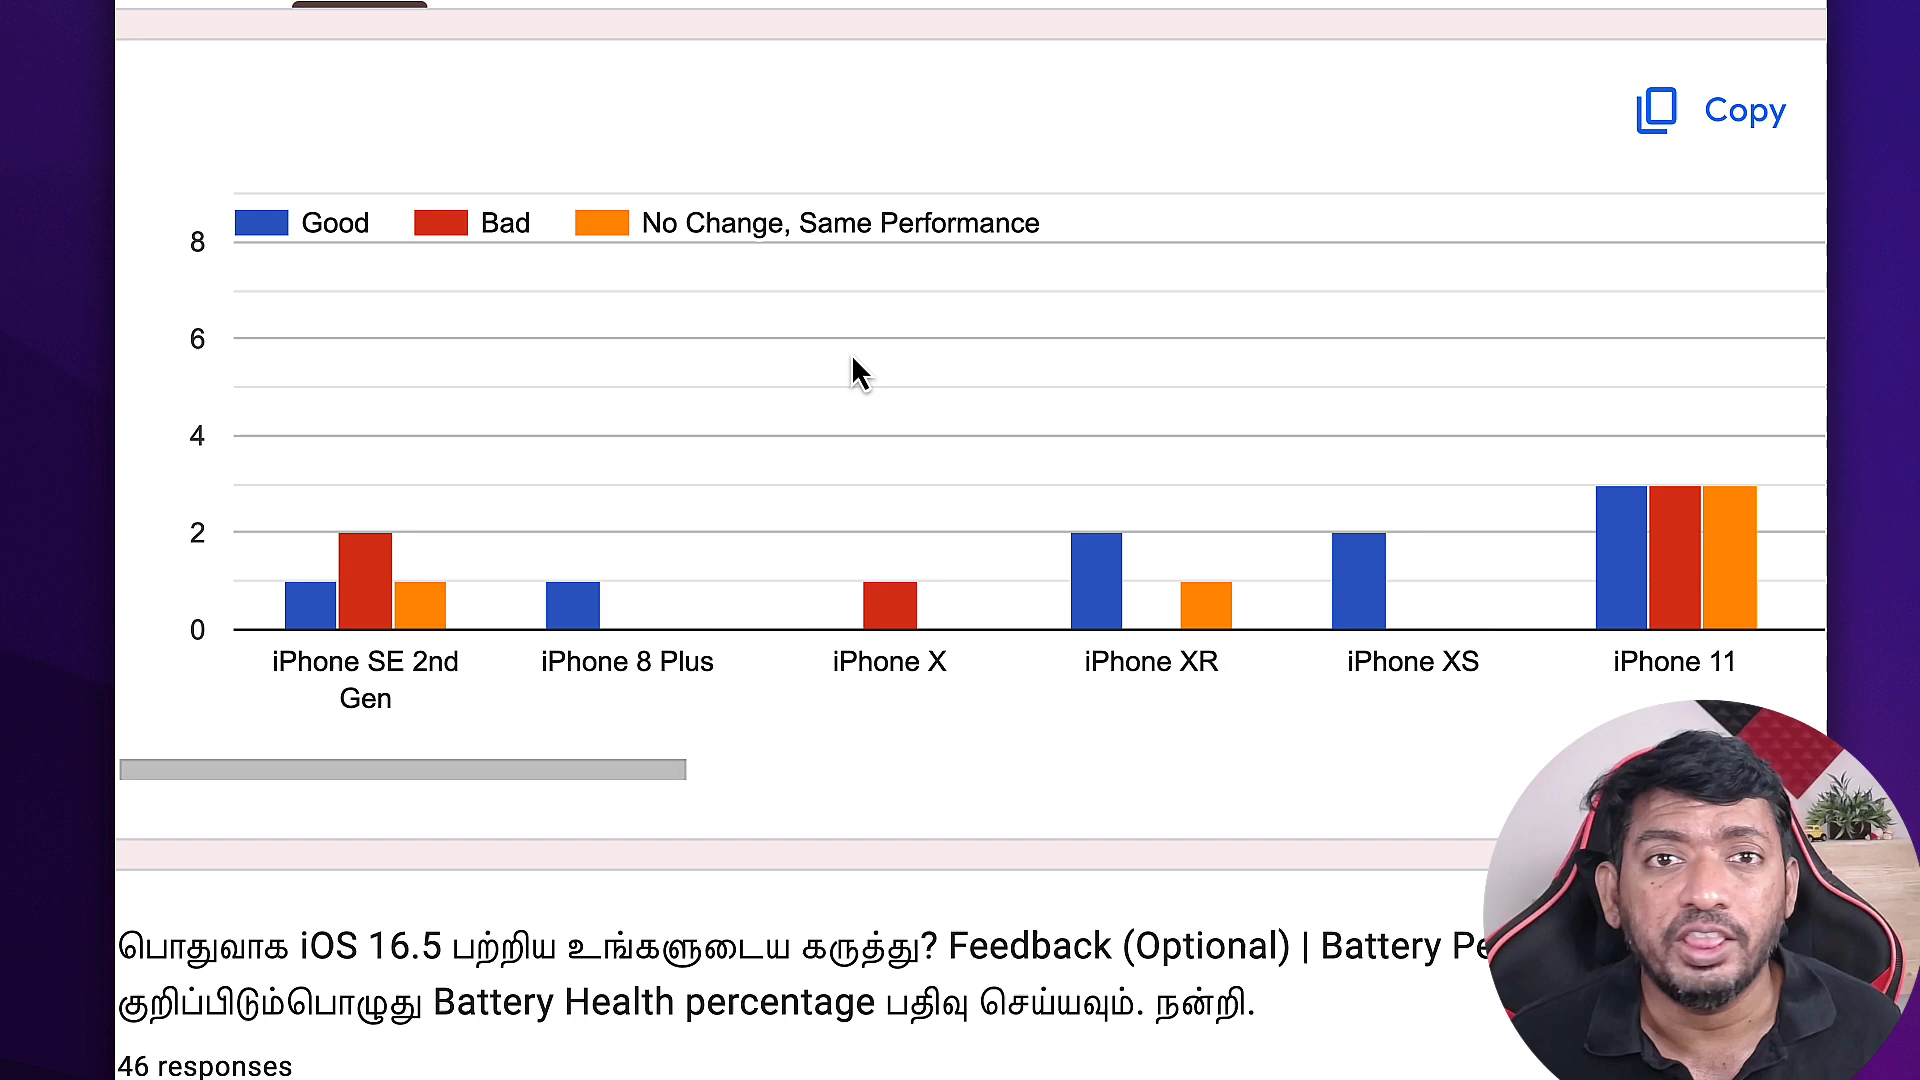 Copy
Good Bad No Change, Same Performance
8
6
4
2
0
iPhone SE 2nd Gen
iPhone 8 Plus
iPhone X
iPhone XR
iPhone XS
iPhone 11
பொதுவாக iOS 16.5 பற்றிய உங்களுடைய கருத்து? Feedback (Optional) | Battery
குறிப்பிடும்பொழுது Battery Health percentage பதிவு செய்யவும். நன்றி.
46 responses